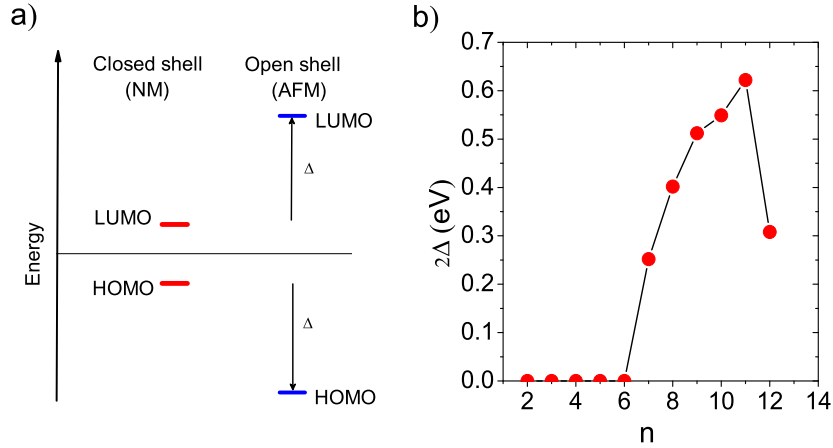 a)
Closed shell
(NM)
Open shell
(AFM)
LUMO
Δ
LUMO
HOMO
Δ
HOMO
Energy
b)
0.7
0.6
0.5
0.4
0.3
0.2
0.1
0.0
2Δ (eV)
2 4 6 8 10 12 14
n